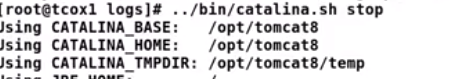 [root@tcox1 logs]# ../bin/catalina.sh stop
Using CATALINA_BASE:   /opt/tomcat8
Using CATALINA_HOME:   /opt/tomcat8
Using CATALINA_TMPDIR: /opt/tomcat8/temp